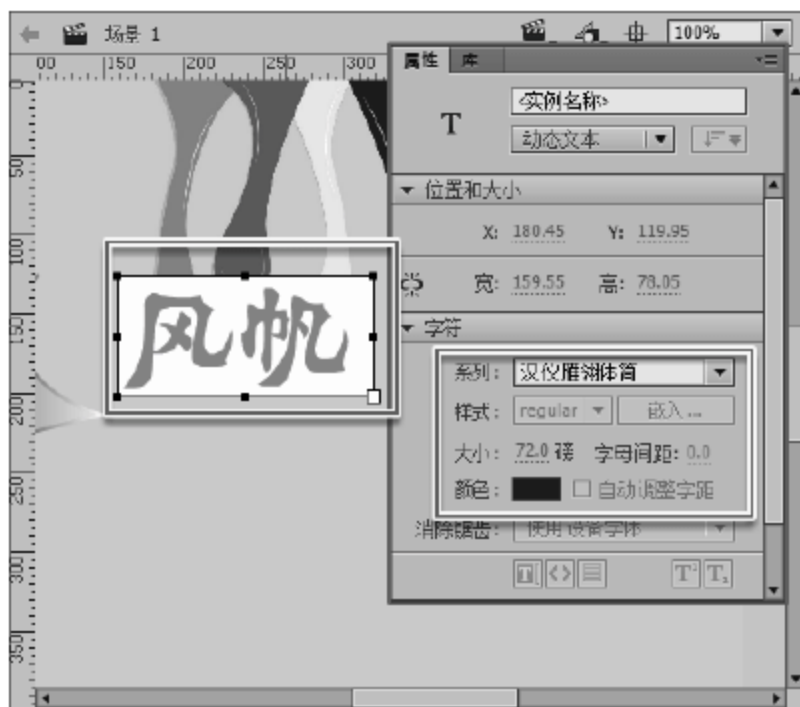 场景 1
100%
00 150 200 250 300
0
50
100
150
200
250
300
350
风帆
属性 库
T
<实例名称>
动态文本
位置和大小
X: 180.45 Y: 119.95
宽: 159.55 高: 78.05
字符
系列: 汉仪雁翎体简
样式: regular 嵌入...
大小: 72.0 磅 字母间距: 0.0
颜色: 自动调整字距
消除锯齿: 使用设备字体
T T¹ T₁